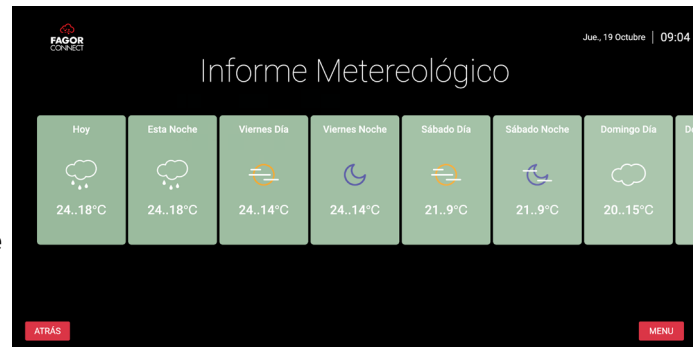 FAGOR
CONNECT
Jue., 19 Octubre | 09:04
Informe Metereológico
Hoy
24..18°C
Esta Noche
24..18°C
Viernes Día
24..14°C
Viernes Noche
24..14°C
Sábado Día
21..9°C
Sábado Noche
21..9°C
Domingo Día
20..15°C
e
ATRÁS
MENU